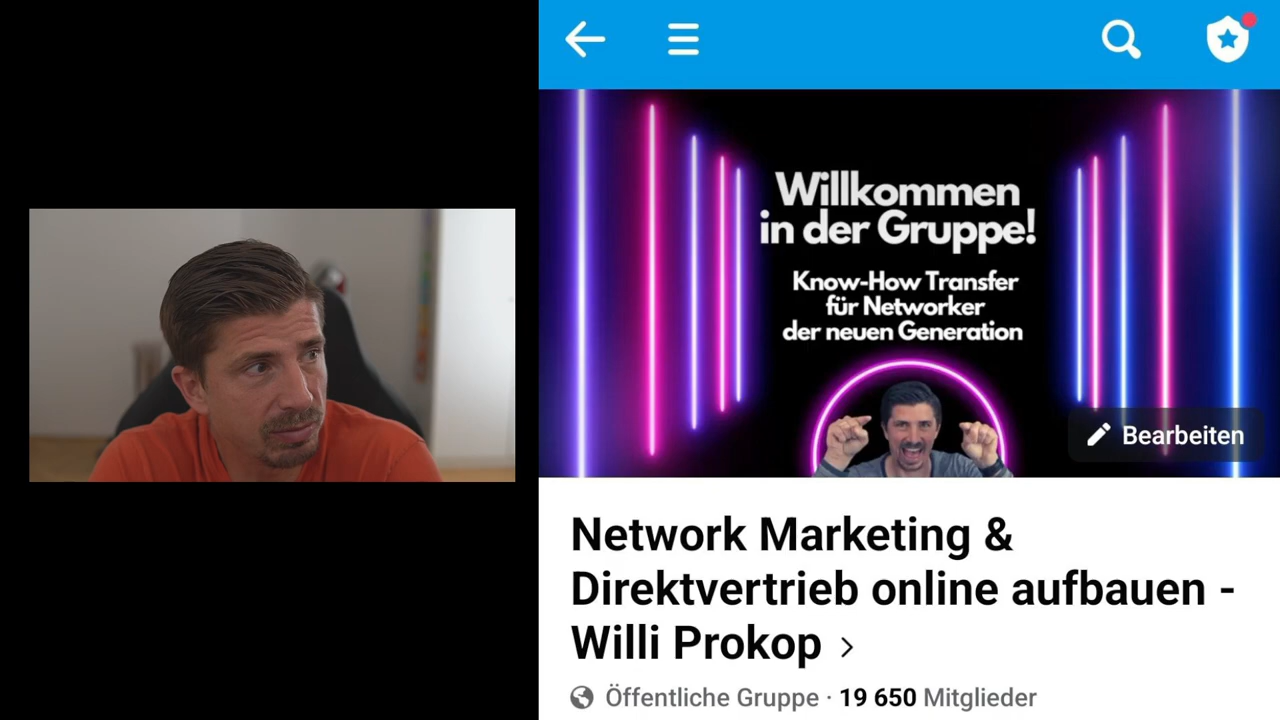 Willkommen
in der Gruppe!
Know-How Transfer
für Networker
der neuen Generation
Bearbeiten
Network Marketing &
Direktvertrieb online aufbauen -
Willi Prokop >
Öffentliche Gruppe · 19 650 Mitglieder